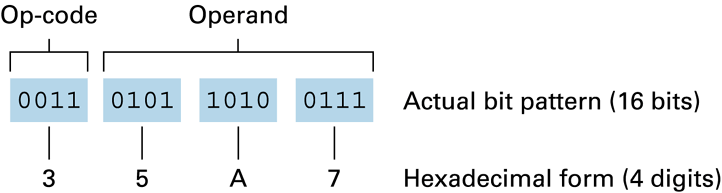 Op-code Operand
0011 0101 1010 0111 Actual bit pattern (16 bits)
3 5 A 7 Hexadecimal form (4 digits)